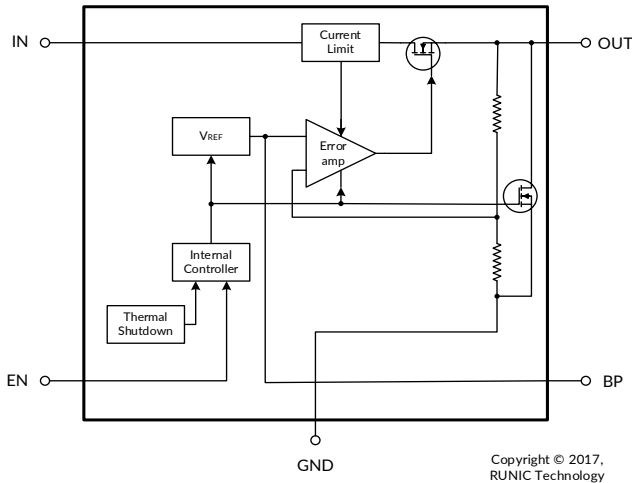 IN
Current
Limit
OUT
VREF
Error
amp
Internal
Controller
Thermal
Shutdown
EN
BP
GND
Copyright © 2017,
RUNIC Technology